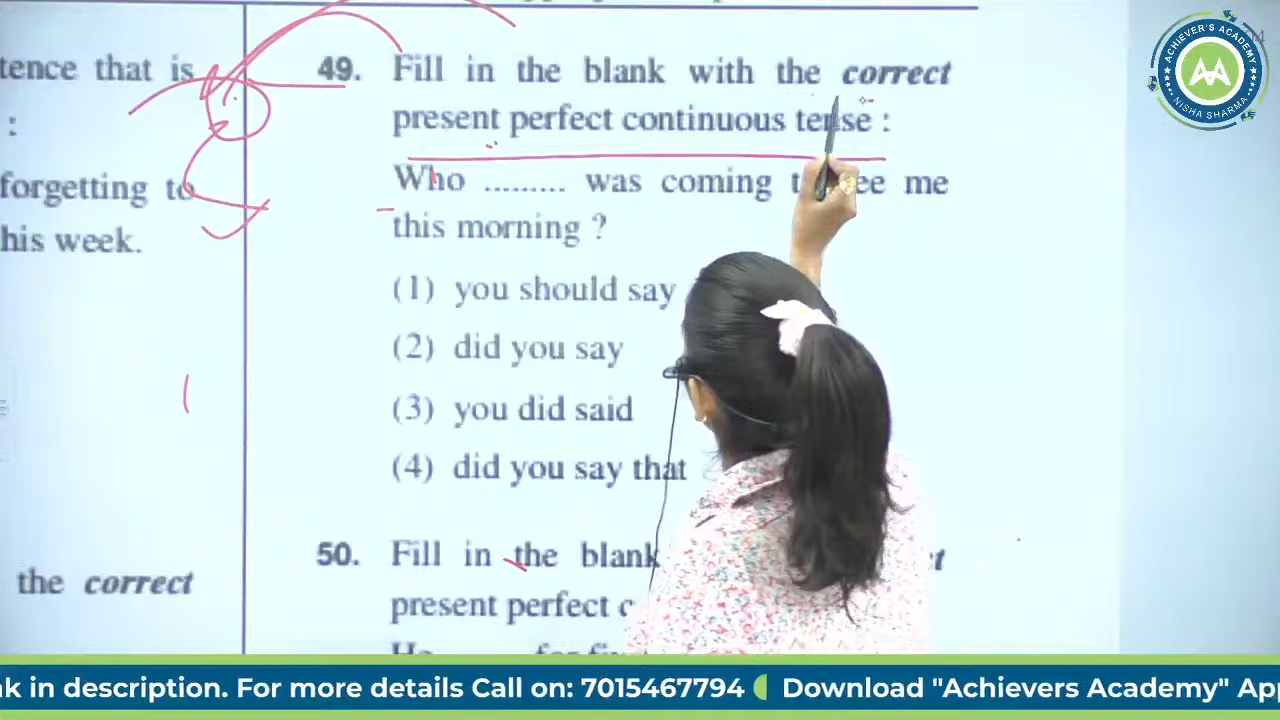 tence that is
:
forgetting to
his week.
the correct
49. Fill in the blank with the correct
present perfect continuous tense :
Who ......... was coming me
this morning ?
(1) you should say
(2) did you say
(3) you did said
(4) did you say that
50. Fill in the blank
present perfect
ACHIEVER'S ACADEMY
NISHA SHARMA
nk in description. For more details Call on: 7015467794 Download "Achievers Academy" App